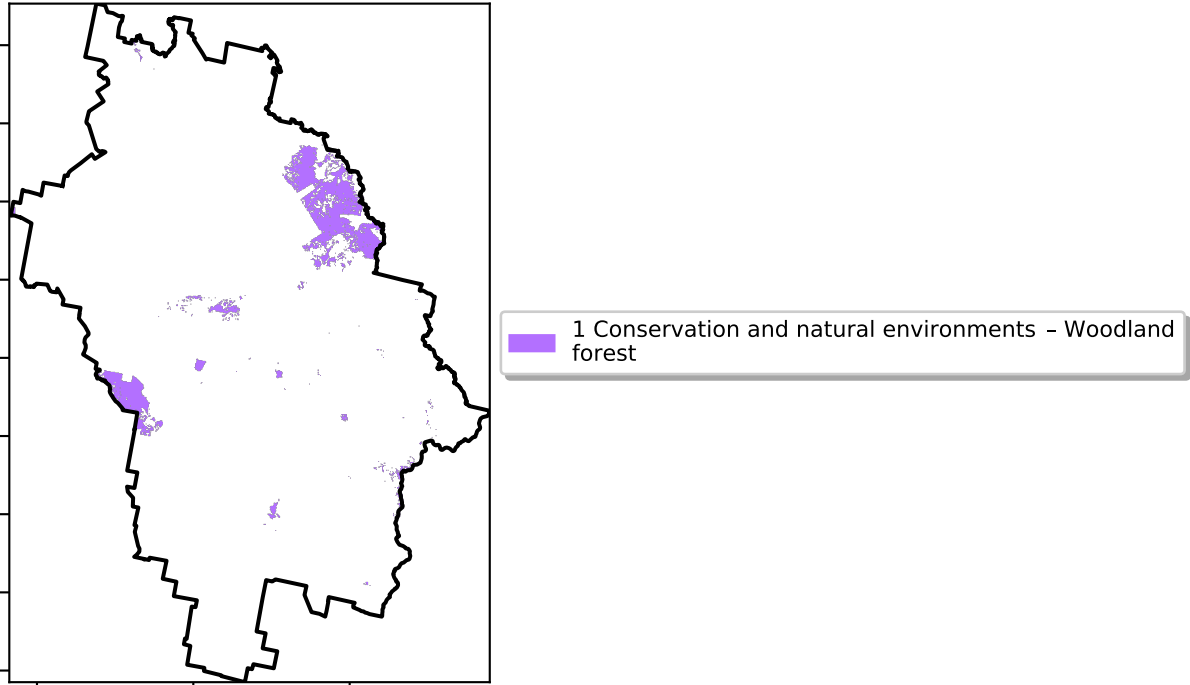 1 Conservation and natural environments – Woodland
forest